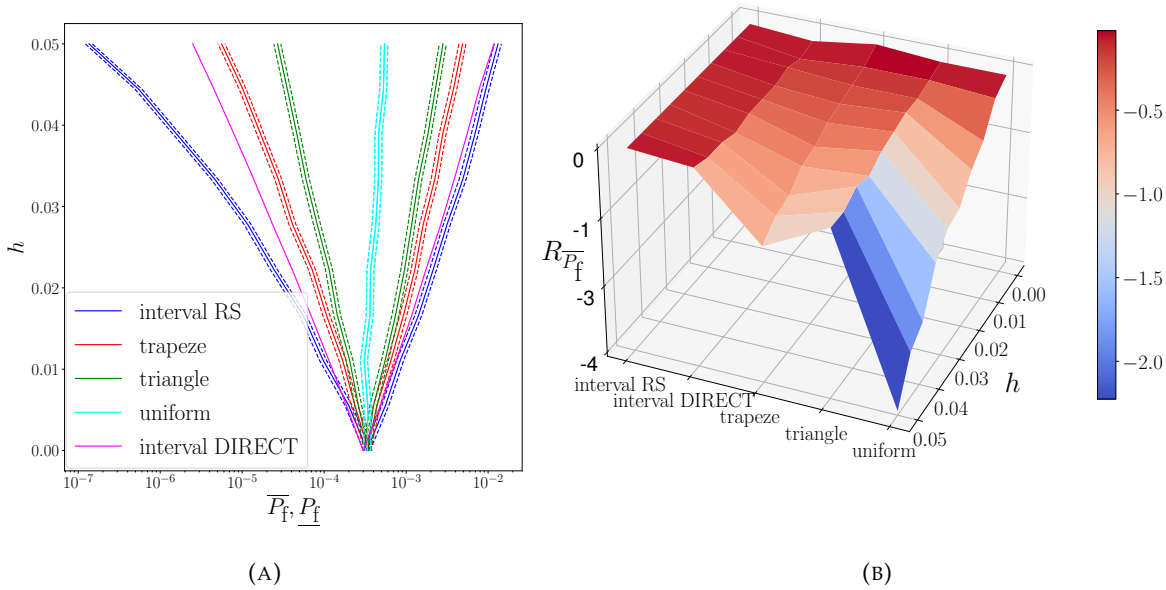 0.05
0.04
0.03
0.02
0.01
0.00
h
interval RS
trapeze
triangle
uniform
interval DIRECT
10⁻⁷ 10⁻⁶ 10⁻⁵ 10⁻⁴ 10⁻³ 10⁻²
P̅f, P̲f
(A)
0
-1
-3
-4
R P̅f
interval RS
interval DIRECT
trapeze
triangle
uniform
0.00
0.01
0.02
0.03
0.04
0.05
h
−0.5
−1.0
−1.5
−2.0
(B)